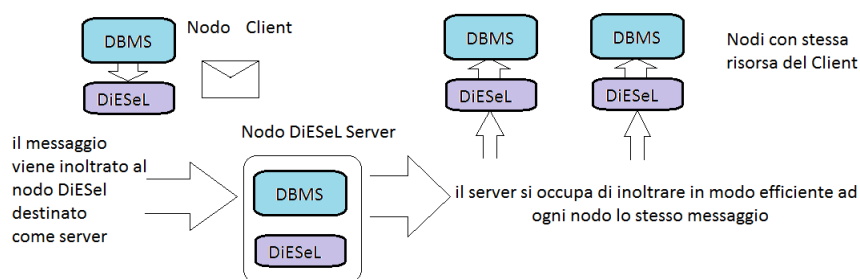 DBMS
Nodo Client
DiESeL
DBMS
DBMS
Nodi con stessa
risorsa del Client
DiESeL
DiESeL
il messaggio
viene inoltrato al
nodo DiESel
destinato
come server
Nodo DiESeL Server
DBMS
DiESeL
il server si occupa di inoltrare in modo efficiente ad
ogni nodo lo stesso messaggio